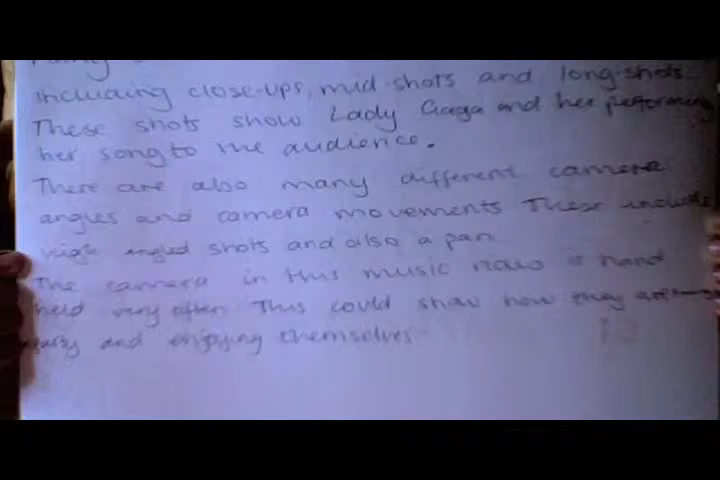 including close-ups, mid-shots and long-shots.
These shots show Lady Gaga and her performing
her song to the audience.
There are also many different camera
angles and camera movements These include
high angled shots and also a pan
The camera in this music video is hand
held very often This could show how they are
and enjoying themselves